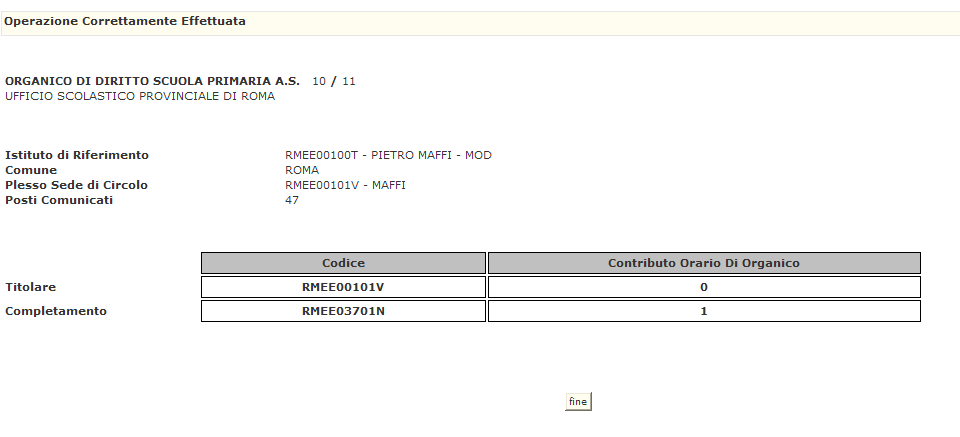 Operazione Correttamente Effettuata
ORGANICO DI DIRITTO SCUOLA PRIMARIA A.S. 10 / 11
UFFICIO SCOLASTICO PROVINCIALE DI ROMA
Istituto di Riferimento RMEE00100T - PIETRO MAFFI - MOD
Comune ROMA
Plesso Sede di Circolo RMEE00101V - MAFFI
Posti Comunicati 47
Codice Contributo Orario Di Organico
Titolare RMEE00101V 0
Completamento RMEE03701N 1
fine